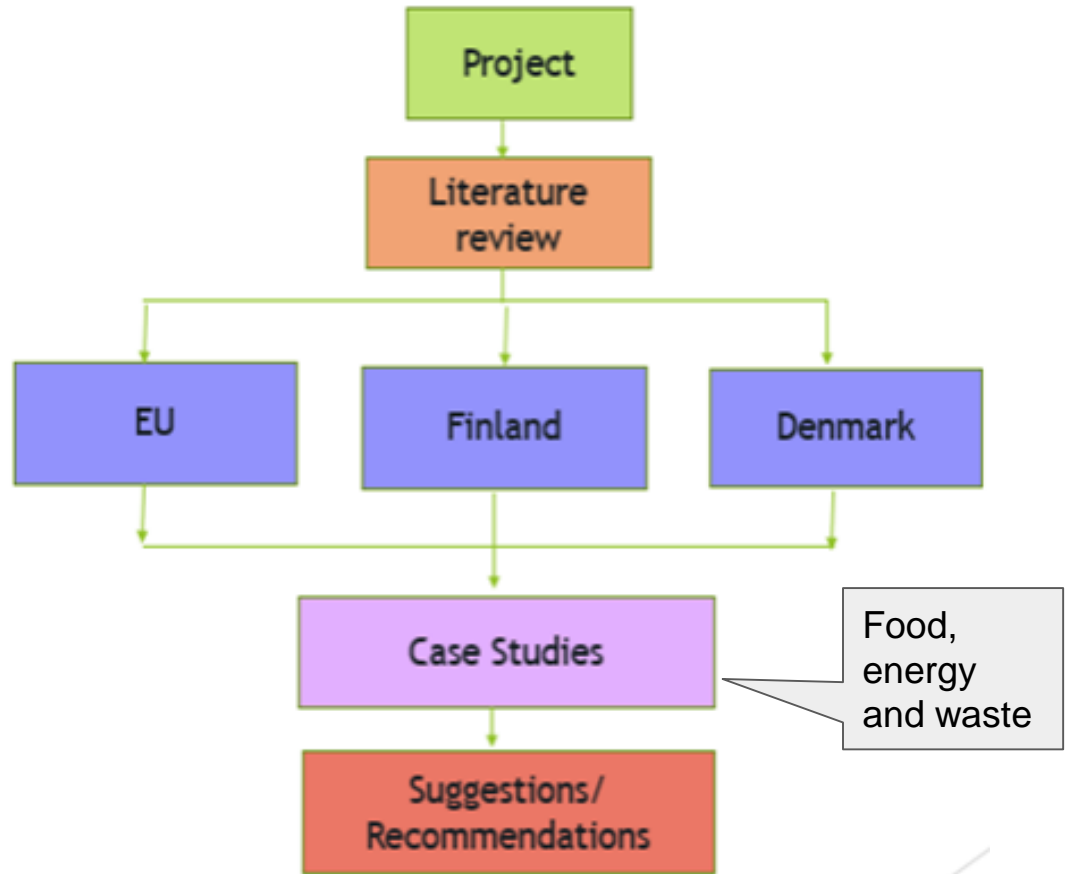 Project
Literature
review
EU
Finland
Denmark
Case Studies
Food,
energy
and waste
Suggestions/
Recommendations